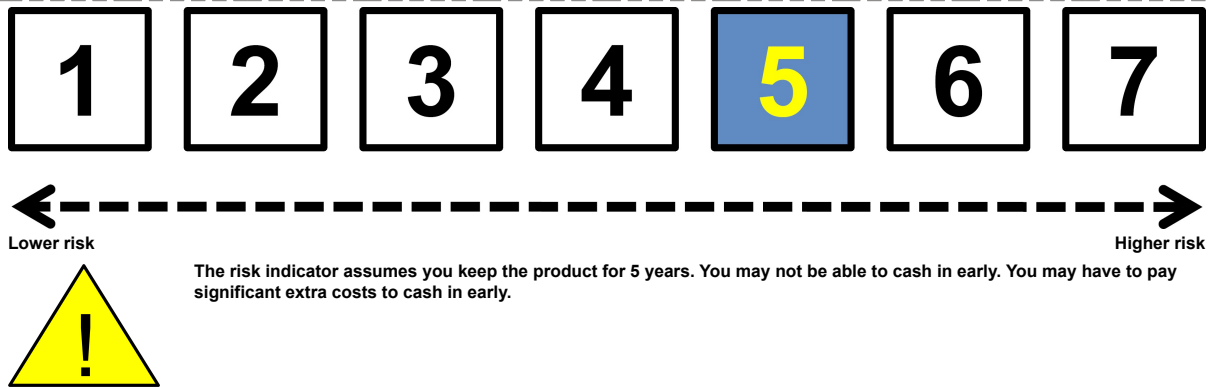 1 2 3 4 5 6 7
Lower risk Higher risk
The risk indicator assumes you keep the product for 5 years. You may not be able to cash in early. You may have to pay
significant extra costs to cash in early.
!